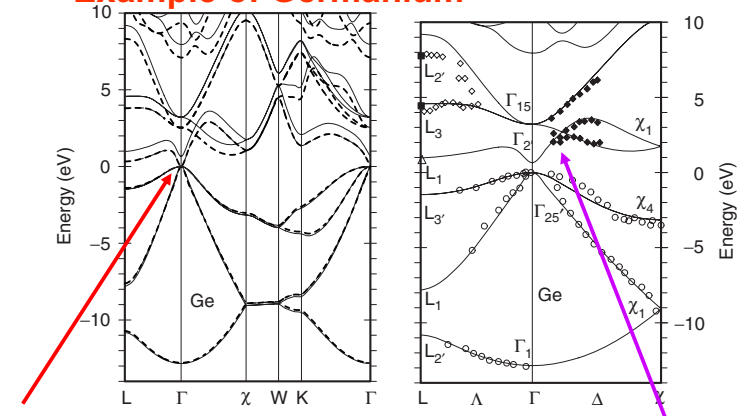 Example of Germanium
10
5
0
−5
−10
Energy (eV)
Ge
L Γ χ W K Γ
L2′
L3
L1
L3′
L1
L2′
Γ15
Γ2′
Γ25′
Γ1
Δ
χ1
χ4
χ1
Ge
10
5
0
−5
−10
Energy (eV)
L Λ Γ Δ χ